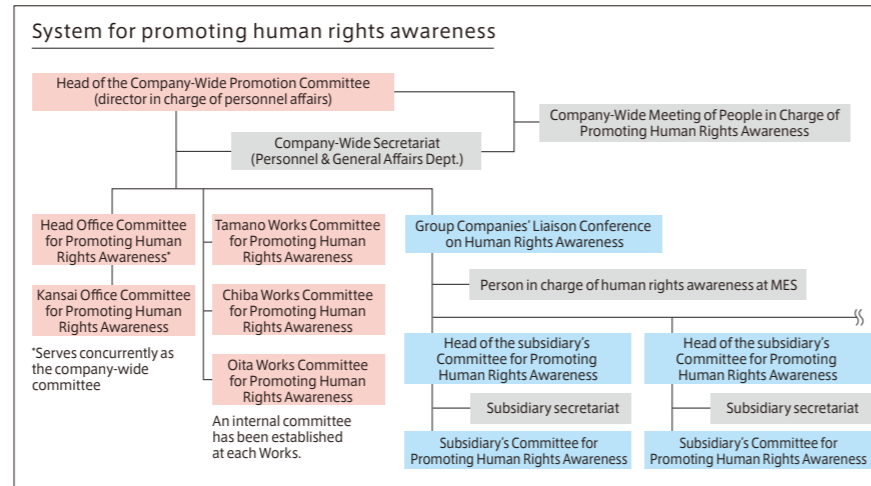 System for promoting human rights awareness
Head of the Company-Wide Promotion Committee
(director in charge of personnel affairs)
Company-Wide Meeting of People in Charge of
Promoting Human Rights Awareness
Company-Wide Secretariat
(Personnel & General Affairs Dept.)
Head Office Committee
for Promoting Human
Rights Awareness*
Kansai Office Committee
for Promoting Human
Rights Awareness
*Serves concurrently as
the company-wide
committee
Tamano Works Committee
for Promoting Human
Rights Awareness
Chiba Works Committee
for Promoting Human
Rights Awareness
Oita Works Committee
for Promoting Human
Rights Awareness
An internal committee
has been established
at each Works.
Group Companies' Liaison Conference
on Human Rights Awareness
Person in charge of human rights awareness at MES
Head of the subsidiary's
Committee for Promoting
Human Rights Awareness
Subsidiary secretariat
Subsidiary's Committee for
Promoting Human Rights Awareness
Head of the subsidiary's
Committee for Promoting
Human Rights Awareness
Subsidiary secretariat
Subsidiary's Committee for
Promoting Human Rights Awareness